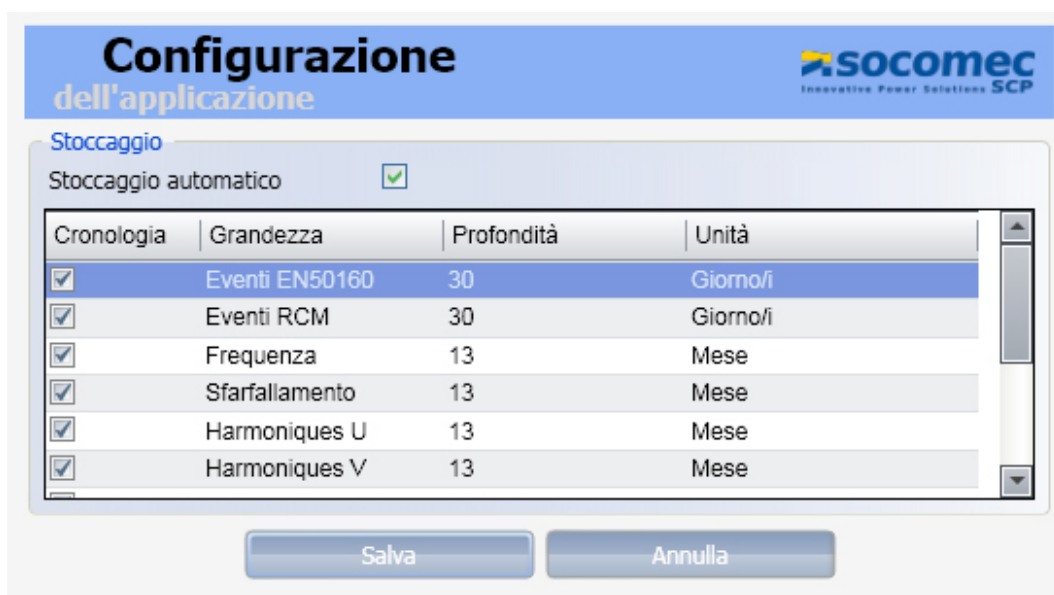 Configurazione
dell'applicazione
socomec
Innovative Power Solutions SCP
Stoccaggio
Stoccaggio automatico
Cronologia Grandezza Profondità Unità
Eventi EN50160 30 Giorno/i
Eventi RCM 30 Giorno/i
Frequenza 13 Mese
Sfarfallamento 13 Mese
Harmoniques U 13 Mese
Harmoniques V 13 Mese
Salva Annulla